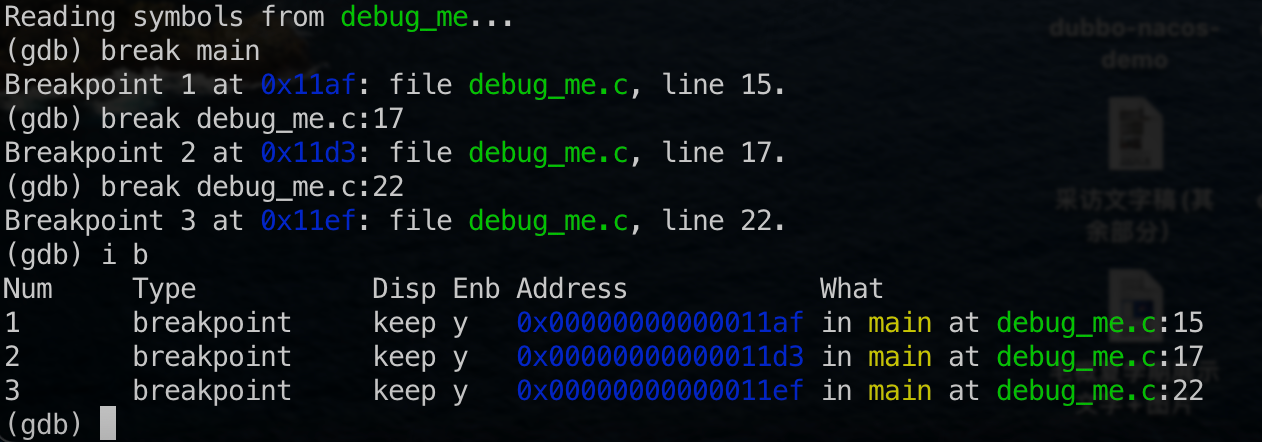 Reading symbols from debug_me...
(gdb) break main
Breakpoint 1 at 0x11af: file debug_me.c, line 15.
(gdb) break debug_me.c:17
Breakpoint 2 at 0x11d3: file debug_me.c, line 17.
(gdb) break debug_me.c:22
Breakpoint 3 at 0x11ef: file debug_me.c, line 22.
(gdb) i b
Num     Type           Disp Enb Address            What
1       breakpoint     keep y   0x00000000000011af in main at debug_me.c:15
2       breakpoint     keep y   0x00000000000011d3 in main at debug_me.c:17
3       breakpoint     keep y   0x00000000000011ef in main at debug_me.c:22
(gdb)
dubbo-nacos-
demo
采访文字稿 (其
余部分)